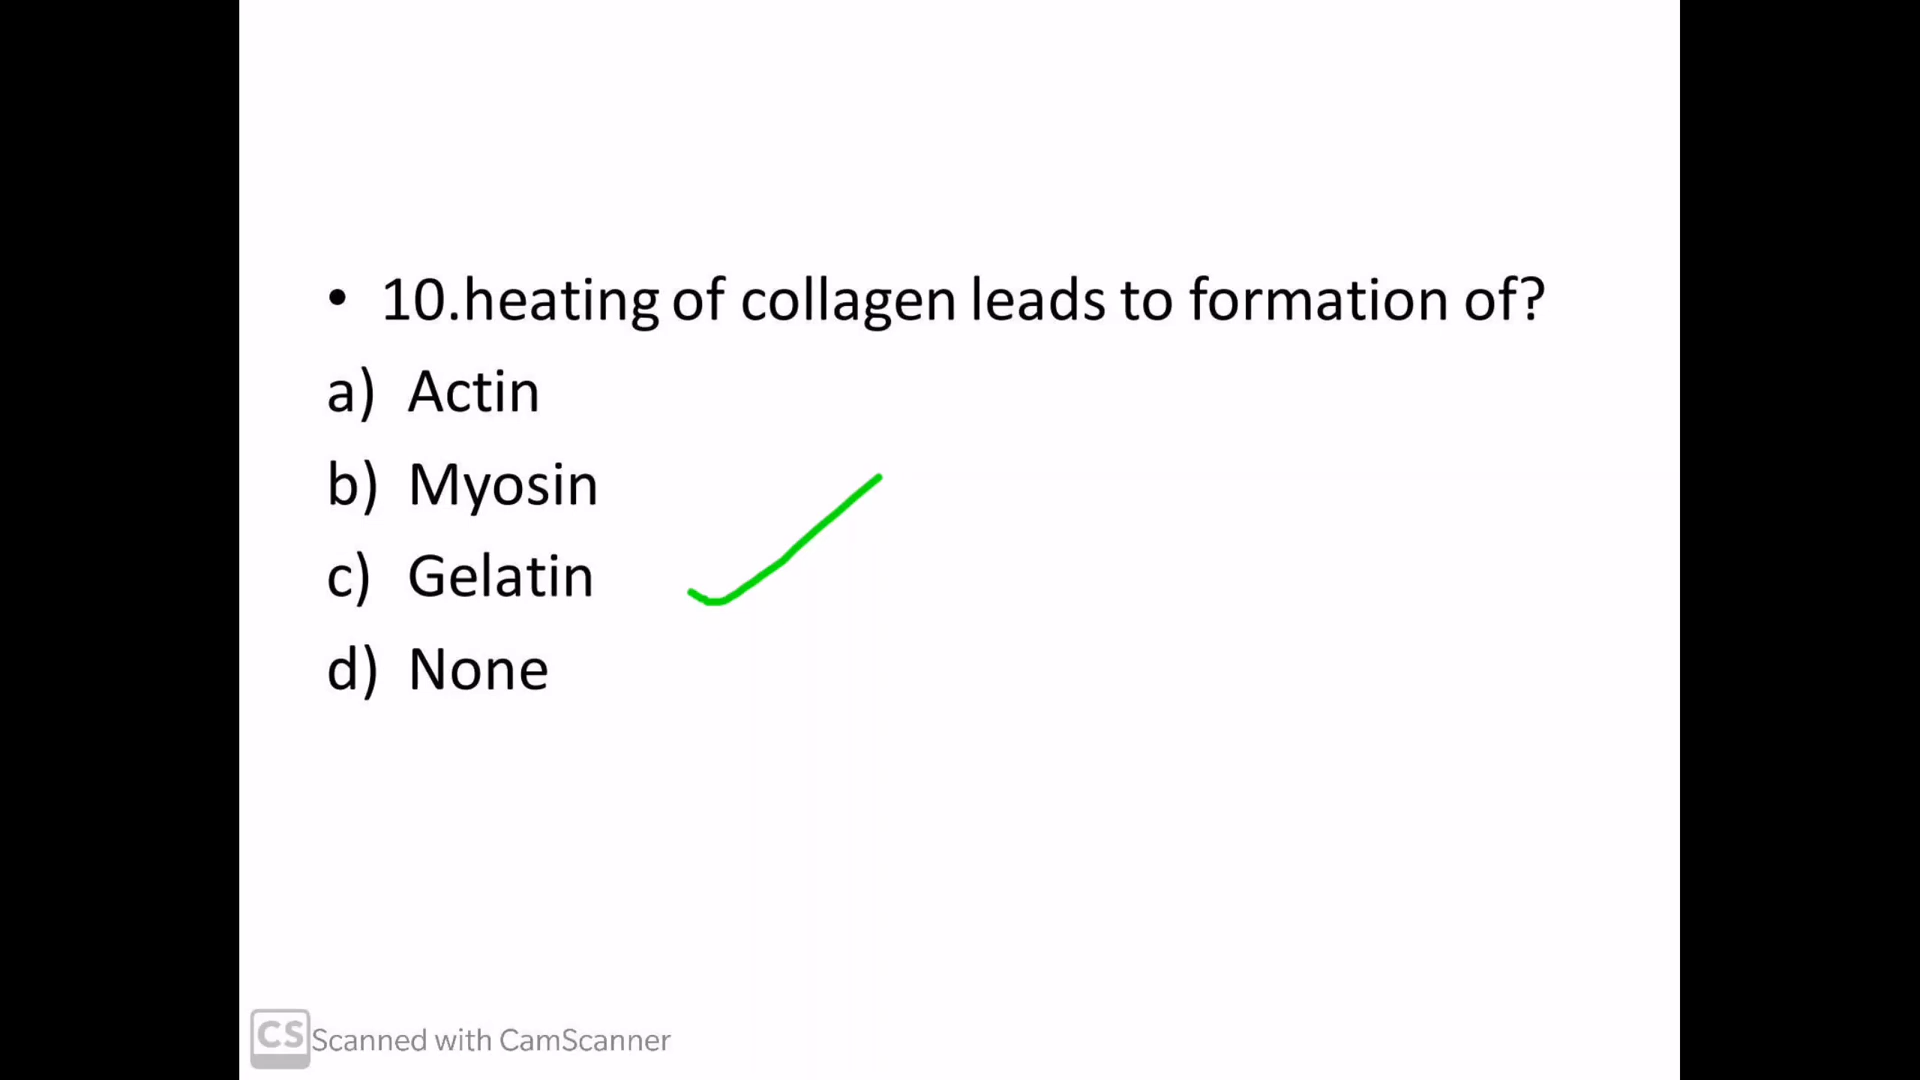 • 10.heating of collagen leads to formation of?
a) Actin
b) Myosin
c) Gelatin
d) None
CS Scanned with CamScanner